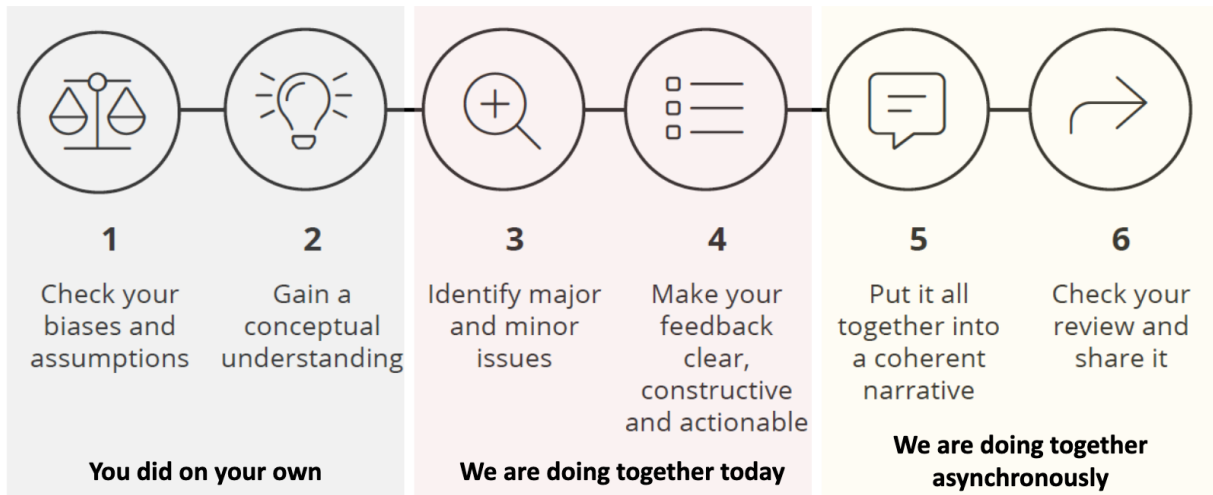 1
Check your
biases and
assumptions
2
Gain a
conceptual
understanding
3
Identify major
and minor
issues
4
Make your
feedback
clear,
constructive
and actionable
5
Put it all
together into
a coherent
narrative
6
Check your
review and
share it
You did on your own
We are doing together today
We are doing together
asynchronously